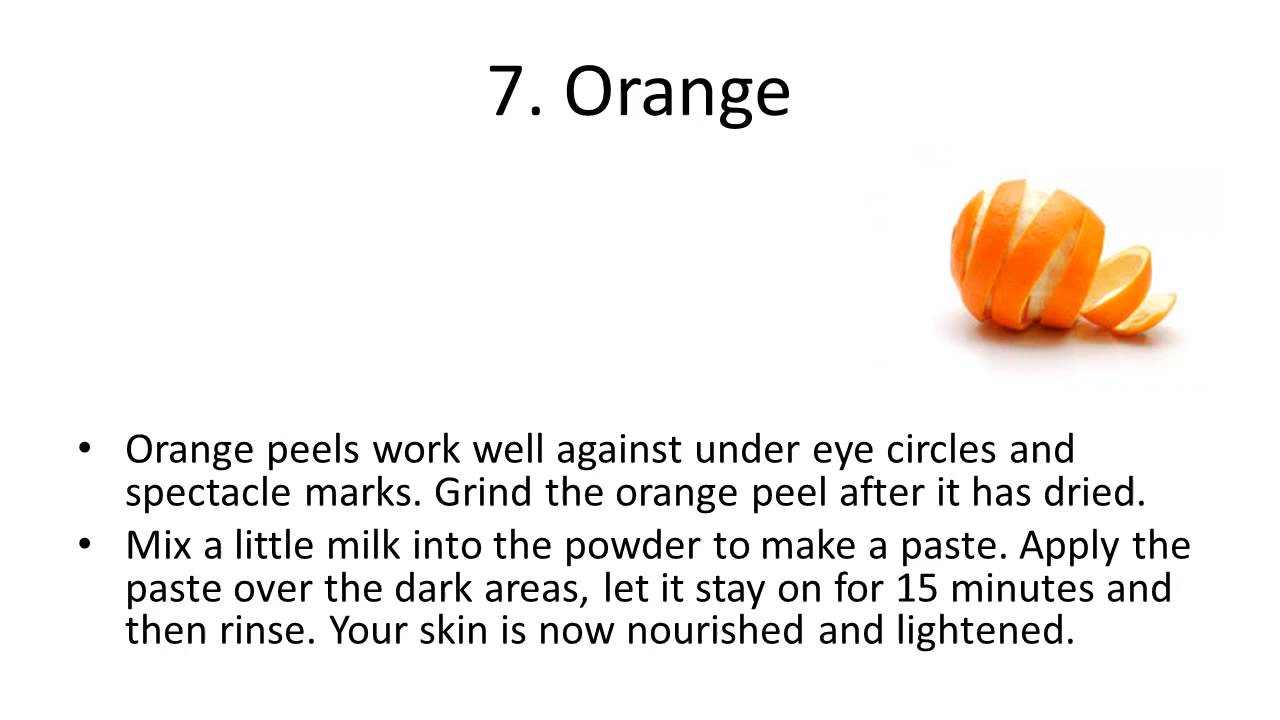 7. Orange
• Orange peels work well against under eye circles and
spectacle marks. Grind the orange peel after it has dried.
• Mix a little milk into the powder to make a paste. Apply the
paste over the dark areas, let it stay on for 15 minutes and
then rinse. Your skin is now nourished and lightened.